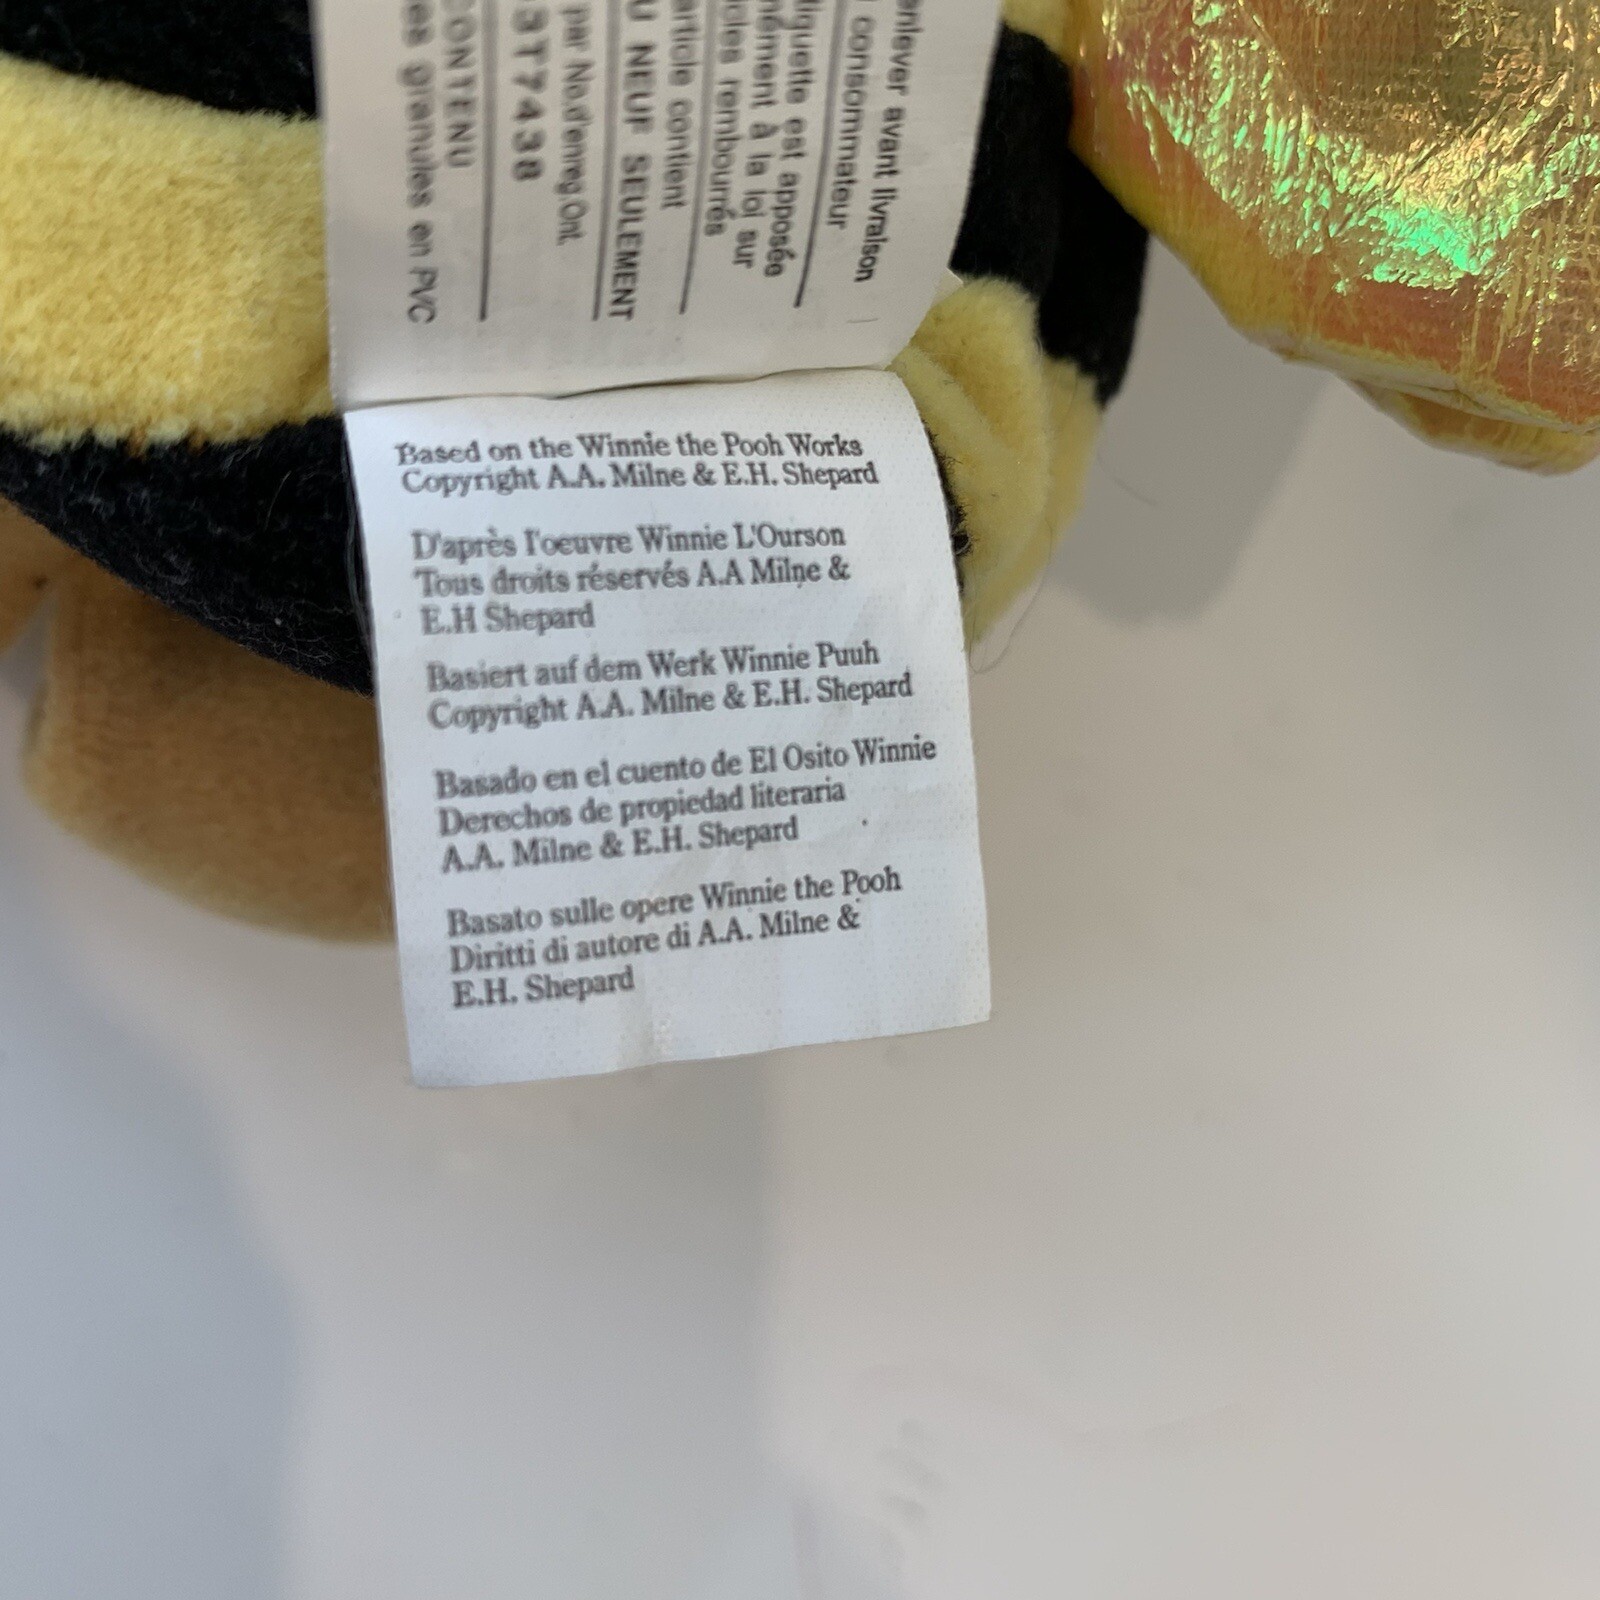 enlever avant livraison
consommateur
tiquette est apposée
mément à la loi sur
icles rembourrés
article contient
U NEUF SEULEMENT
par No.d'enreg.Ont.
3T7438
CONTENU
granules en PVC
Based on the Winnie the Pooh Works
Copyright A.A. Milne & E.H. Shepard
D'après l'oeuvre Winnie L'Ourson
Tous droits réservés A.A Milne &
E.H Shepard
Basiert auf dem Werk Winnie Puuh
Copyright A.A. Milne & E.H. Shepard
Basado en el cuento de El Osito Winnie
Derechos de propiedad literaria
A.A. Milne & E.H. Shepard
Basato sulle opere Winnie the Pooh
Diritti di autore di A.A. Milne &
E.H. Shepard